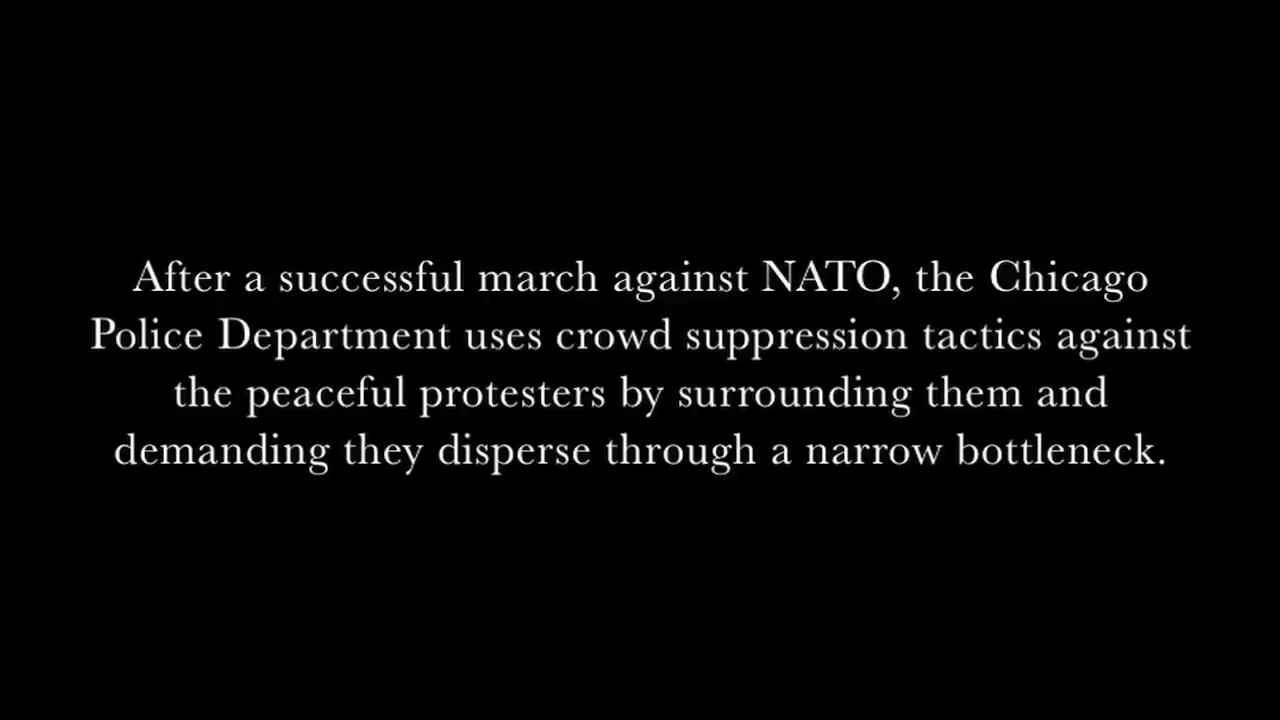 After a successful march against NATO, the Chicago
Police Department uses crowd suppression tactics against
the peaceful protesters by surrounding them and
demanding they disperse through a narrow bottleneck.